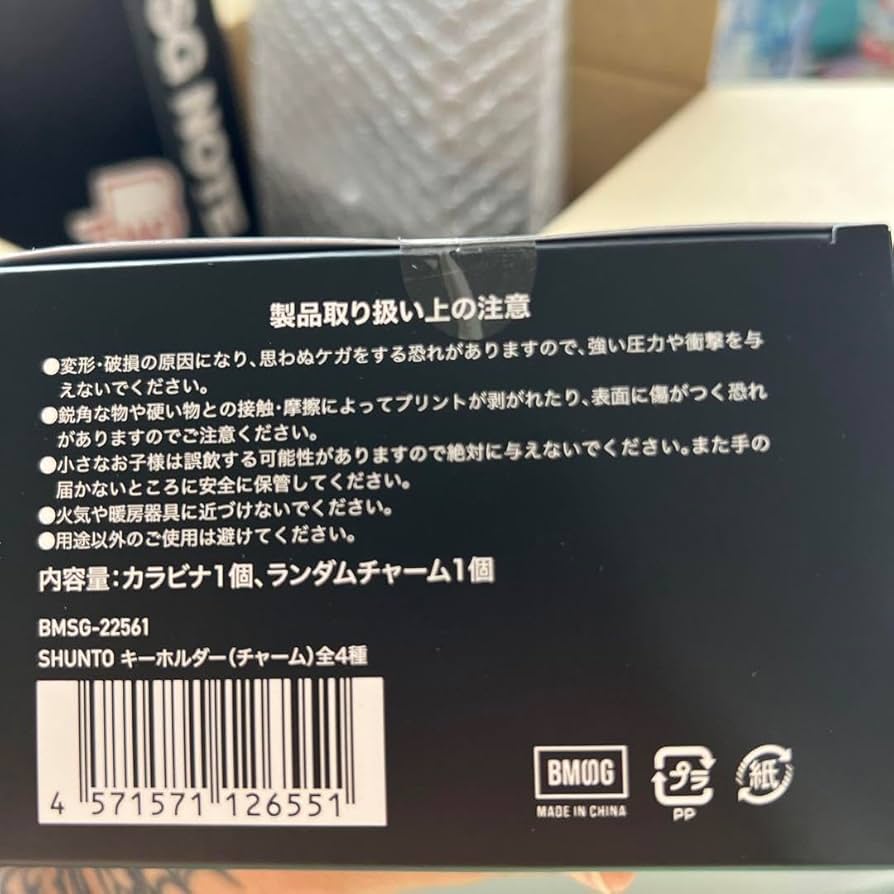 SG NOTE
製品取り扱い上の注意
●変形・破損の原因になり、思わぬケガをする恐れがありますので、強い圧力や衝撃を与
えないでください。
●鋭角な物や硬い物との接触・摩擦によってプリントが剥がれたり、表面に傷がつく恐れ
がありますのでご注意ください。
●小さなお子様は誤飲する可能性がありますので絶対に与えないでください。また手の
届かないところに安全に保管してください。
●火気や暖房器具に近づけないでください。
●用途以外のご使用は避けてください。
内容量：カラビナ1個、ランダムチャーム1個
BMSG-22561
SHUNTO キーホルダー（チャーム）全4種
4 571571 126551
BMSG
MADE IN CHINA
プラ
PP
紙